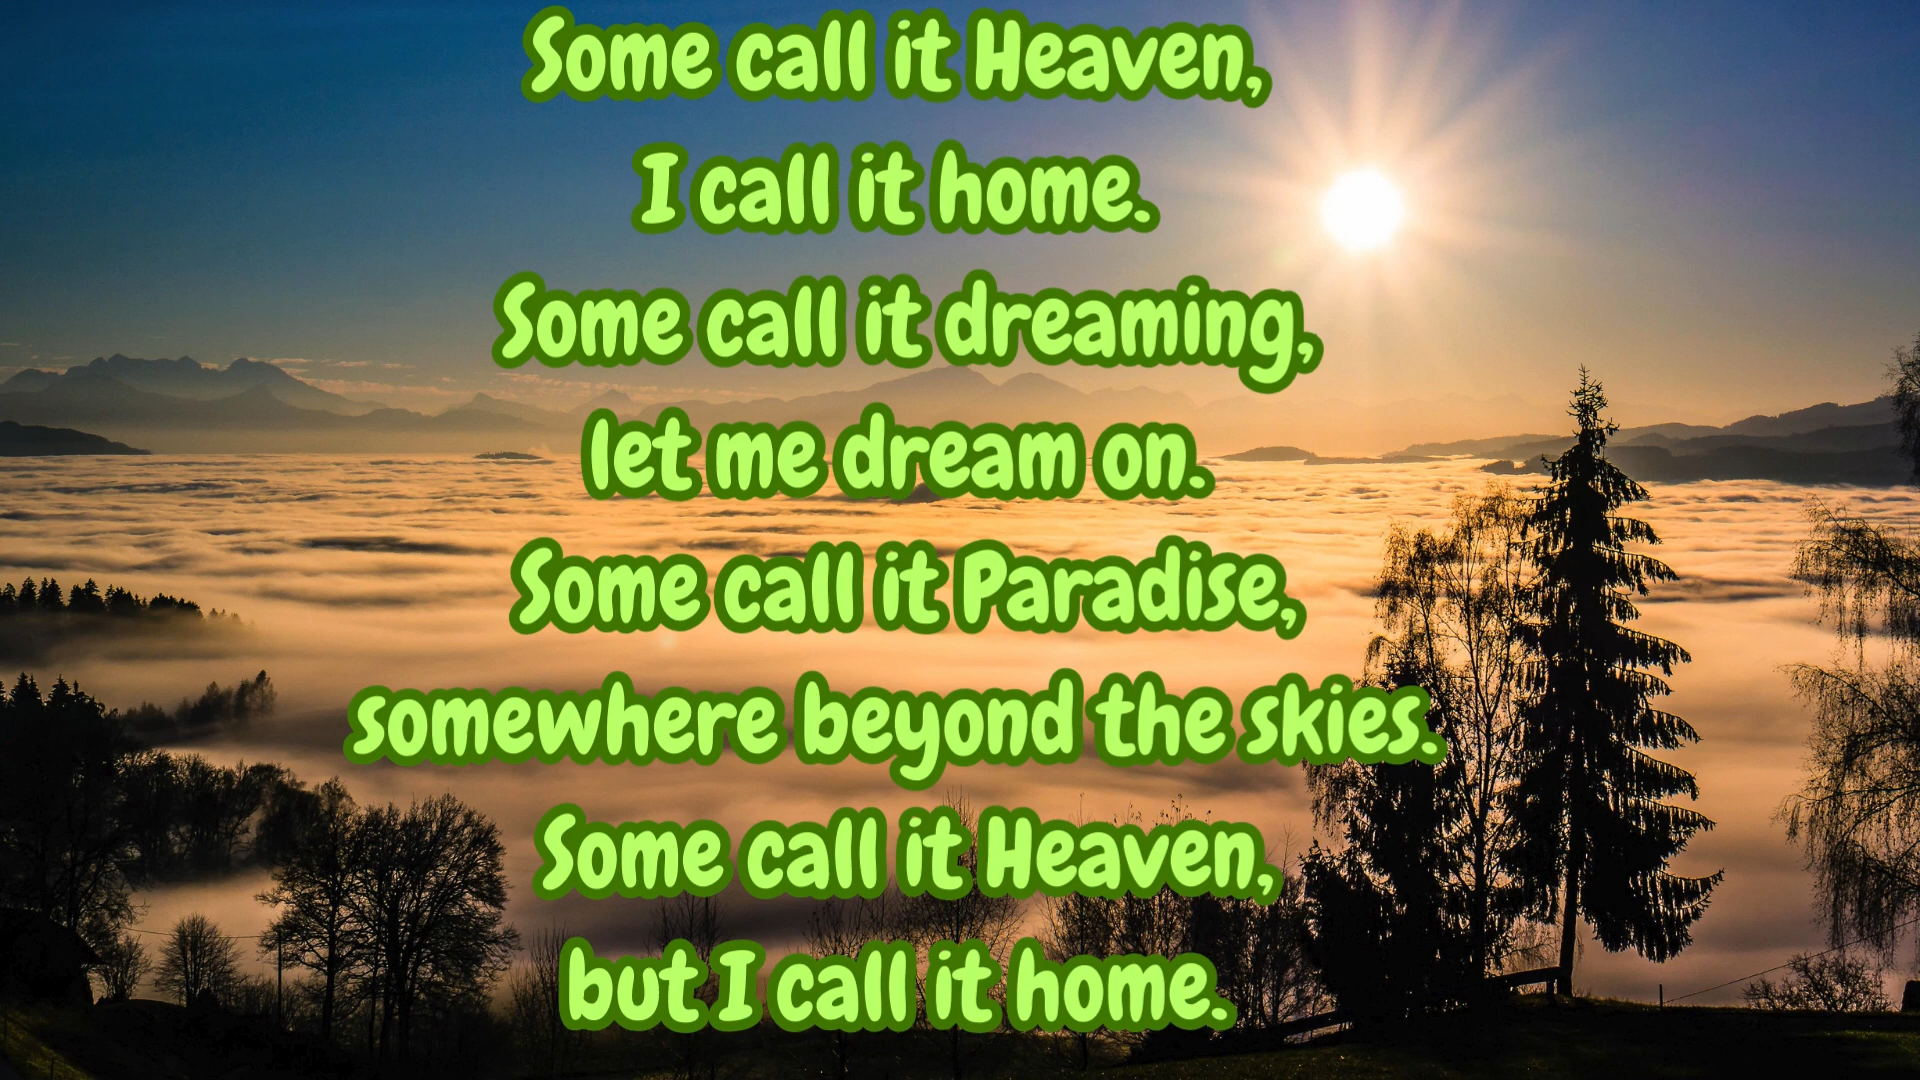 Some call it Heaven,
I call it home.
Some call it dreaming,
let me dream on.
Some call it Paradise,
somewhere beyond the skies.
Some call it Heaven,
but I call it home.